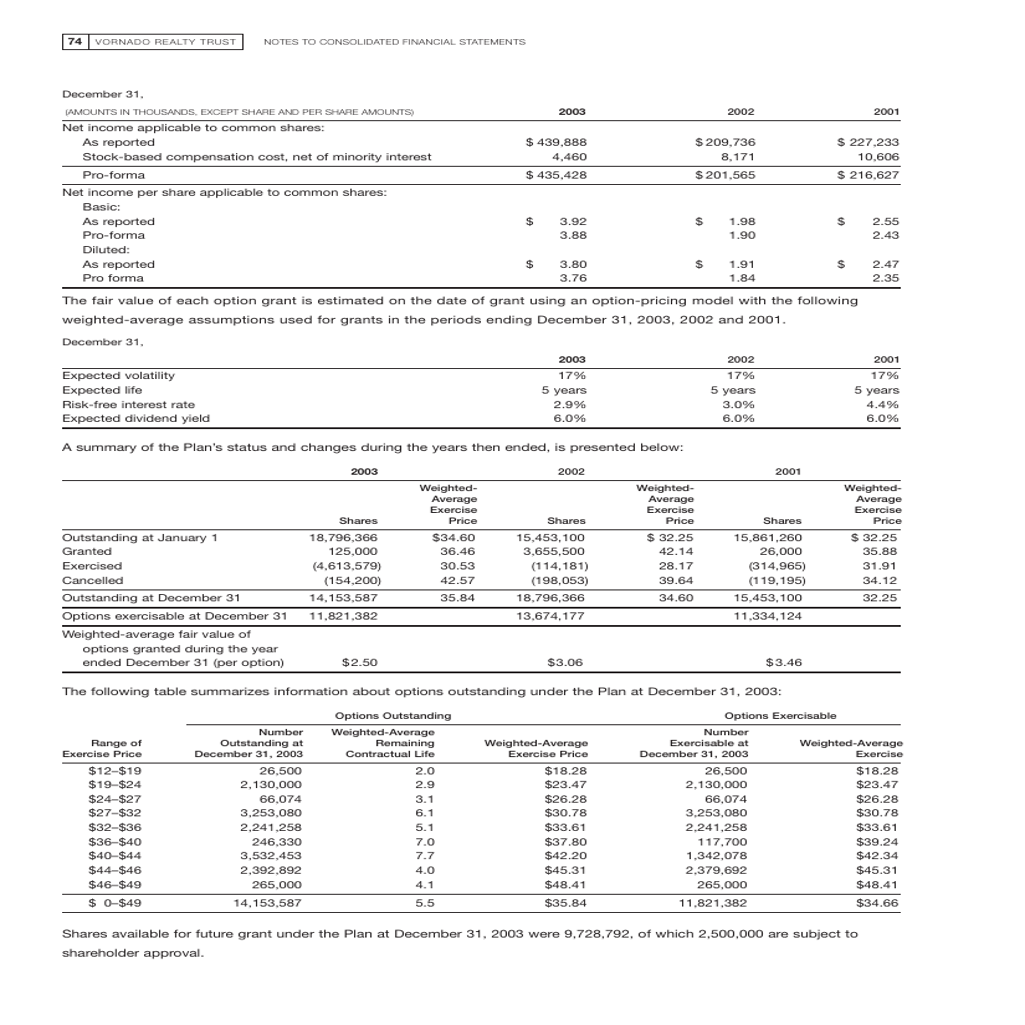 74 VORNADO REALTY TRUST NOTES TO CONSOLIDATED FINANCIAL STATEMENTS
December 31,
(AMOUNTS IN THOUSANDS, EXCEPT SHARE AND PER SHARE AMOUNTS) 2003 2002 2001
Net income applicable to common shares:
As reported $ 439,888 $ 209,736 $ 227,233
Stock-based compensation cost, net of minority interest 4,460 8,171 10,606
Pro-forma $ 435,428 $ 201,565 $ 216,627
Net income per share applicable to common shares:
Basic:
As reported $ 3.92 $ 1.98 $ 2.55
Pro-forma 3.88 1.90 2.43
Diluted:
As reported $ 3.80 $ 1.91 $ 2.47
Pro forma 3.76 1.84 2.35
The fair value of each option grant is estimated on the date of grant using an option-pricing model with the following
weighted-average assumptions used for grants in the periods ending December 31, 2003, 2002 and 2001.
December 31,
2003 2002 2001
Expected volatility 17% 17% 17%
Expected life 5 years 5 years 5 years
Risk-free interest rate 2.9% 3.0% 4.4%
Expected dividend yield 6.0% 6.0% 6.0%
A summary of the Plan's status and changes during the years then ended, is presented below:
2003 2002 2001
Weighted- Weighted- Weighted-
Average Average Average
Exercise Exercise Exercise
Shares Price Shares Price Shares Price
Outstanding at January 1 18,796,366 $34.60 15,453,100 $ 32.25 15,861,260 $ 32.25
Granted 125,000 36.46 3,655,500 42.14 26,000 35.88
Exercised (4,613,579) 30.53 (114,181) 28.17 (314,965) 31.91
Cancelled (154,200) 42.57 (198,053) 39.64 (119,195) 34.12
Outstanding at December 31 14,153,587 35.84 18,796,366 34.60 15,453,100 32.25
Options exercisable at December 31 11,821,382 13,674,177 11,334,124
Weighted-average fair value of
options granted during the year
ended December 31 (per option) $2.50 $3.06 $3.46
The following table summarizes information about options outstanding under the Plan at December 31, 2003:
Options Outstanding Options Exercisable
Number Weighted-Average Number
Range of Outstanding at Remaining Weighted-Average Exercisable at Weighted-Average
Exercise Price December 31, 2003 Contractual Life Exercise Price December 31, 2003 Exercise
$12–$19 26,500 2.0 $18.28 26,500 $18.28
$19–$24 2,130,000 2.9 $23.47 2,130,000 $23.47
$24–$27 66,074 3.1 $26.28 66,074 $26.28
$27–$32 3,253,080 6.1 $30.78 3,253,080 $30.78
$32–$36 2,241,258 5.1 $33.61 2,241,258 $33.61
$36–$40 246,330 7.0 $37.80 117,700 $39.24
$40–$44 3,532,453 7.7 $42.20 1,342,078 $42.34
$44–$46 2,392,892 4.0 $45.31 2,379,692 $45.31
$46–$49 265,000 4.1 $48.41 265,000 $48.41
$ 0–$49 14,153,587 5.5 $35.84 11,821,382 $34.66
Shares available for future grant under the Plan at December 31, 2003 were 9,728,792, of which 2,500,000 are subject to
shareholder approval.